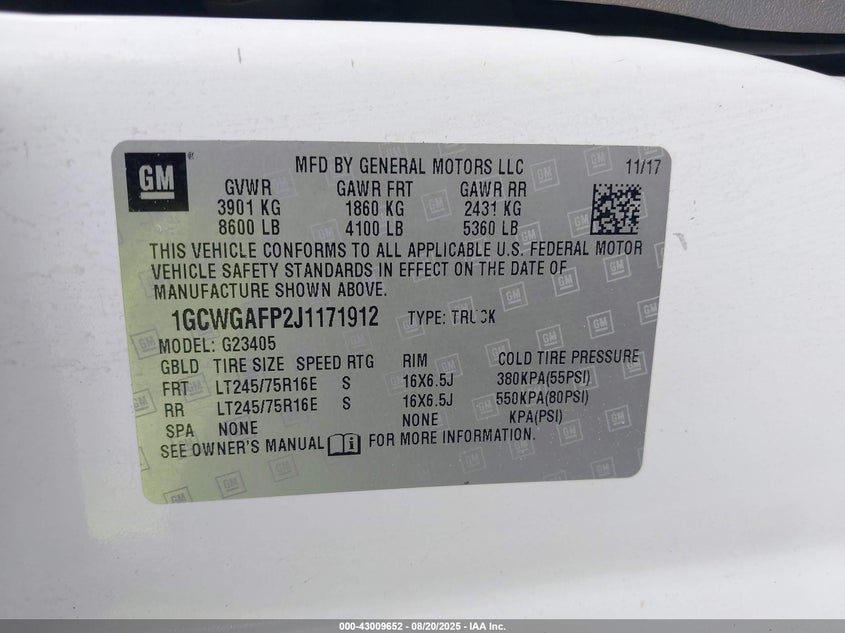 GM
MFD BY GENERAL MOTORS LLC 11/17
GVWR GAWR FRT GAWR RR
3901 KG 1860 KG 2431 KG
8600 LB 4100 LB 5360 LB
THIS VEHICLE CONFORMS TO ALL APPLICABLE U.S. FEDERAL MOTOR
VEHICLE SAFETY STANDARDS IN EFFECT ON THE DATE OF
MANUFACTURE SHOWN ABOVE.
1GCWGAFP2J1171912 TYPE: TRUCK
MODEL: G23405
GBLD TIRE SIZE SPEED RTG RIM COLD TIRE PRESSURE
FRT LT245/75R16E S 16X6.5J 380KPA(55PSI)
RR LT245/75R16E S 16X6.5J 550KPA(80PSI)
SPA NONE NONE KPA(PSI)
SEE OWNER'S MANUAL FOR MORE INFORMATION.
000-43009652 - 08/20/2025 - IAA Inc.